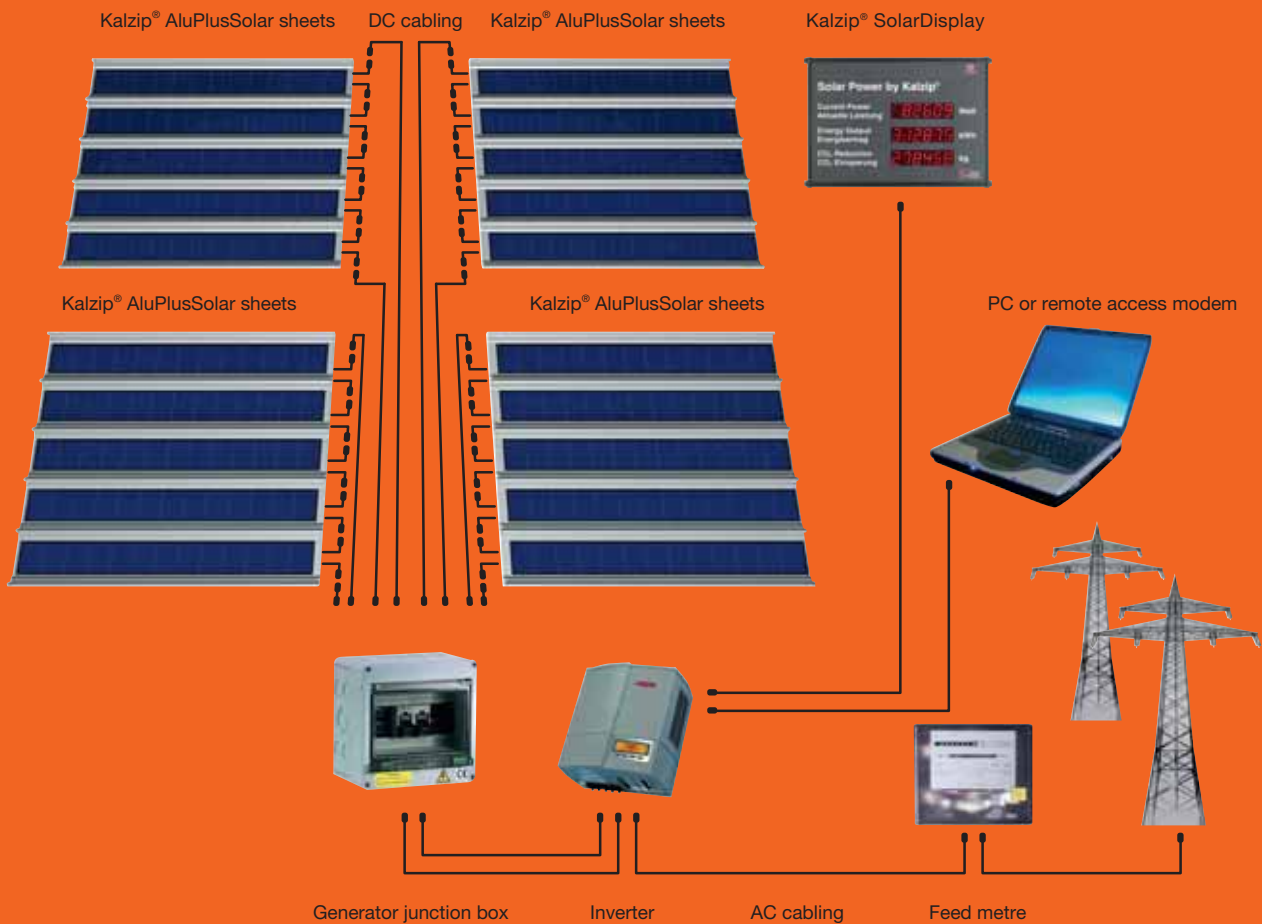 Kalzip® AluPlusSolar sheets
DC cabling
Kalzip® AluPlusSolar sheets
Kalzip® SolarDisplay
Solar Power by Kalzip®
Current Power
Aktuelle Leistung
82609 Watt
Energy Output
Energieertrag
kWh
CO₂ Reduction
CO₂ Einsparung
278458 kg
Kalzip® AluPlusSolar sheets
Kalzip® AluPlusSolar sheets
PC or remote access modem
Generator junction box
Inverter
AC cabling
Feed metre